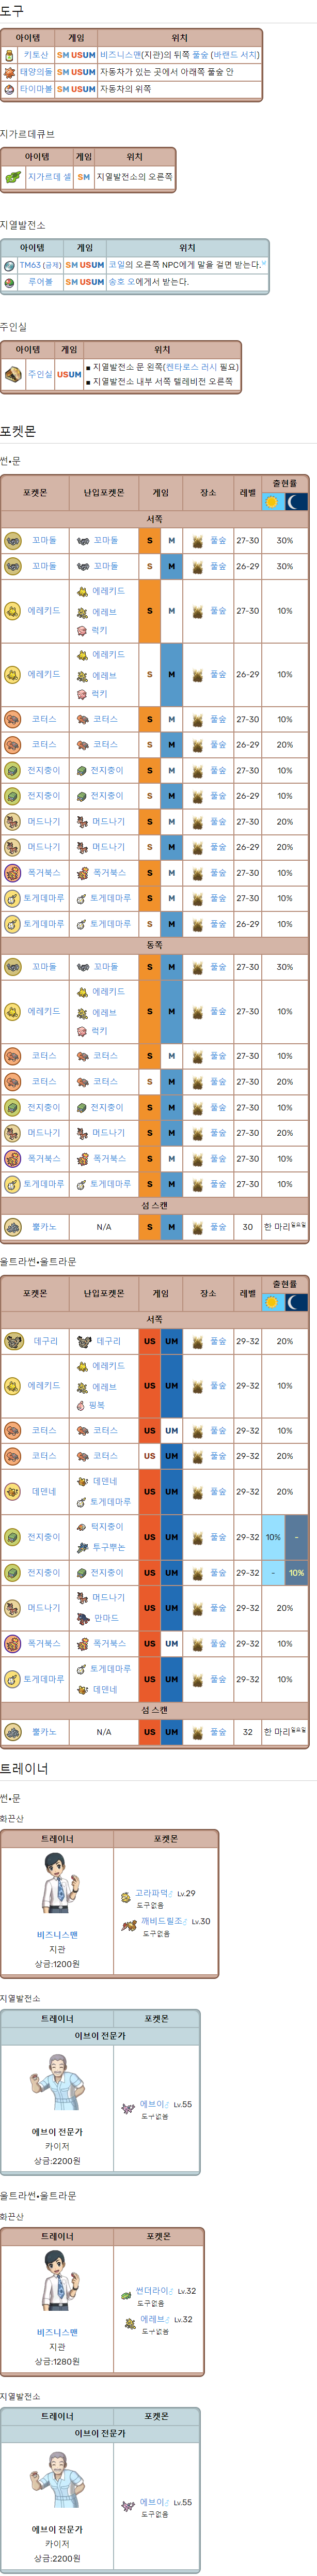 도구
아이템 게임 위치
키토산 SM USUM 비즈니스맨(지관)의 뒤쪽 풀숲 (바랜드 서치)
태양의돌 SM USUM 자동차가 있는 곳에서 아래쪽 풀숲 안
타이마볼 SM USUM 자동차의 위쪽
지가르데큐브
아이템 게임 위치
지가르데 셀 SM 지열발전소의 오른쪽
지열발전소
아이템 게임 위치
TM63 (금제) SM USUM 코일의 오른쪽 NPC에게 말을 걸면 받는다.
루어볼 SM USUM 송호 오에게서 받는다.
주인실
아이템 게임 위치
주인실 USUM ▪ 지열발전소 문 왼쪽(켄타로스 러시 필요)
▪ 지열발전소 내부 서쪽 텔레비전 오른쪽
포켓몬
썬•문
포켓몬 난입포켓몬 게임 장소 레벨 출현률
서쪽
꼬마돌 꼬마돌 S M 풀숲 27-30 30%
꼬마돌 꼬마돌 S M 풀숲 26-29 30%
에레키드 에레키드 에레브 럭키 S M 풀숲 27-30 10%
에레키드 에레키드 에레브 럭키 S M 풀숲 26-29 10%
코터스 코터스 S M 풀숲 27-30 10%
코터스 코터스 S M 풀숲 26-29 20%
전지충이 전지충이 S M 풀숲 27-30 10%
전지충이 전지충이 S M 풀숲 26-29 10%
머드나기 머드나기 S M 풀숲 27-30 20%
머드나기 머드나기 S M 풀숲 26-29 20%
폭거북스 폭거북스 S M 풀숲 27-30 10%
토게데마루 토게데마루 S M 풀숲 27-30 10%
토게데마루 토게데마루 S M 풀숲 26-29 10%
동쪽
꼬마돌 꼬마돌 S M 풀숲 27-30 30%
에레키드 에레키드 에레브 럭키 S M 풀숲 27-30 10%
코터스 코터스 S M 풀숲 27-30 10%
코터스 코터스 S M 풀숲 27-30 20%
전지충이 전지충이 S M 풀숲 27-30 10%
머드나기 머드나기 S M 풀숲 27-30 20%
폭거북스 폭거북스 S M 풀숲 27-30 10%
토게데마루 토게데마루 S M 풀숲 27-30 10%
섬 스캔
뿔카노 N/A S M 풀숲 30 한 마리일요일
울트라썬•울트라문
포켓몬 난입포켓몬 게임 장소 레벨 출현률
서쪽
데구리 데구리 US UM 풀숲 29-32 20%
에레키드 에레키드 에레브 핑복 US UM 풀숲 29-32 10%
코터스 코터스 US UM 풀숲 29-32 10%
코터스 코터스 US UM 풀숲 29-32 20%
데덴네 데덴네 토게데마루 US UM 풀숲 29-32 20%
전지충이 턱지충이 투구뿌논 US UM 풀숲 29-32 10% -
전지충이 전지충이 US UM 풀숲 29-32 - 10%
머드나기 머드나기 만마드 US UM 풀숲 29-32 20%
폭거북스 폭거북스 US UM 풀숲 29-32 10%
토게데마루 토게데마루 데덴네 US UM 풀숲 29-32 10%
섬 스캔
뿔카노 N/A US UM 풀숲 32 한 마리일요일
트레이너
썬•문
화끈산
트레이너 포켓몬
비즈니스맨
지관
상금:1200원
고라파덕♂ Lv.29
도구없음
깨비드릴조♂ Lv.30
도구없음
지열발전소
트레이너 포켓몬
이브이 전문가
에브이 전문가
카이저
상금:2200원
에브이♂ Lv.55
도구없음
울트라썬•울트라문
화끈산
트레이너 포켓몬
비즈니스맨
지관
상금:1280원
썬더라이♂ Lv.32
도구없음
에레브♂ Lv.32
도구없음
지열발전소
트레이너 포켓몬
이브이 전문가
에브이 전문가
카이저
상금:2200원
에브이♂ Lv.55
도구없음